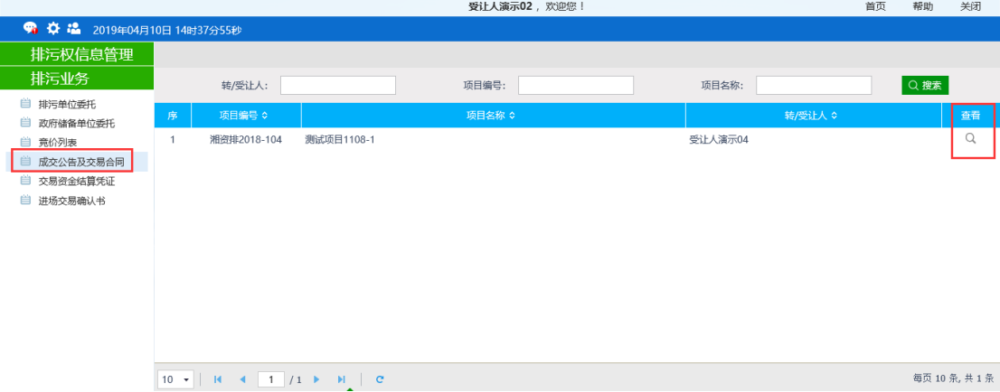 受让人演示02 ，欢迎您！ 首页 帮助 关闭
2019年04月10日 14时37分55秒
排污权信息管理
排污业务
排污单位委托
政府储备单位委托
竞价列表
成交公告及交易合同
交易资金结算凭证
进场交易确认书
转/受让人： 项目编号： 项目名称： 搜索
序 项目编号 项目名称 转/受让人 查看
1 湘资排2018-104 测试项目1108-1 受让人演示04
10 1 / 1 每页 10 条, 共 1 条